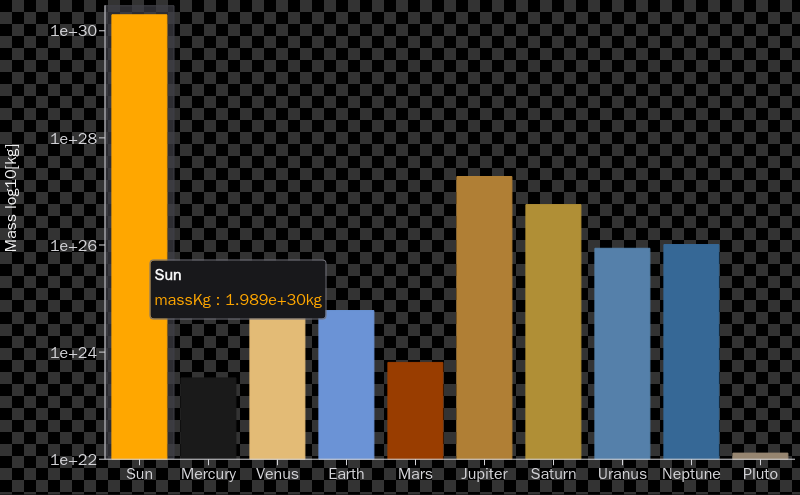 1e+30
1e+28
1e+26
1e+24
1e+22
Mass log10[kg]
Sun
massKg : 1.989e+30kg
Sun Mercury Venus Earth Mars Jupiter Saturn Uranus Neptune Pluto